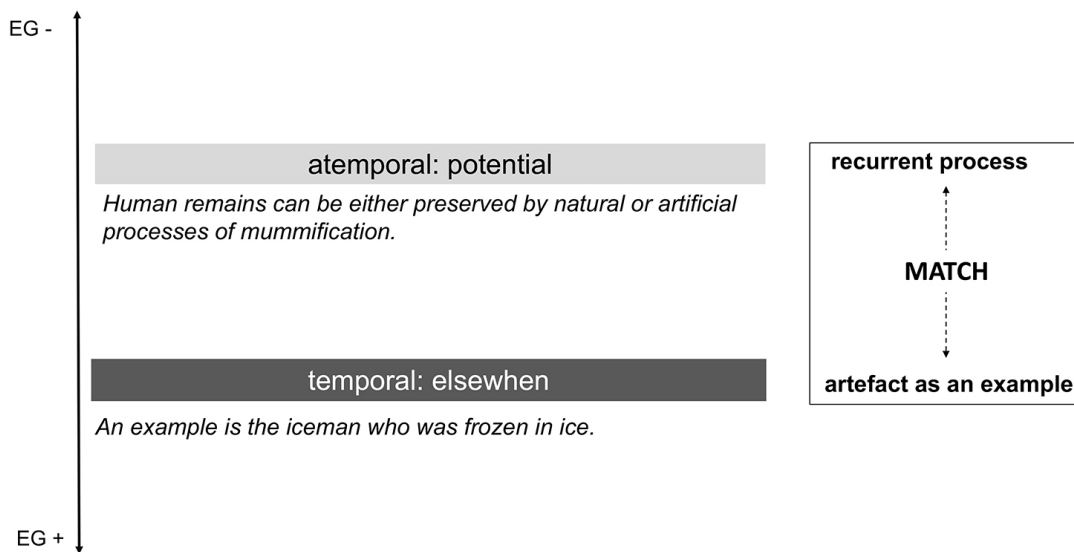 EG -
atemporal: potential
Human remains can be either preserved by natural or artificial
processes of mummification.
temporal: elsewhen
An example is the iceman who was frozen in ice.
EG +
recurrent process
MATCH
artefact as an example